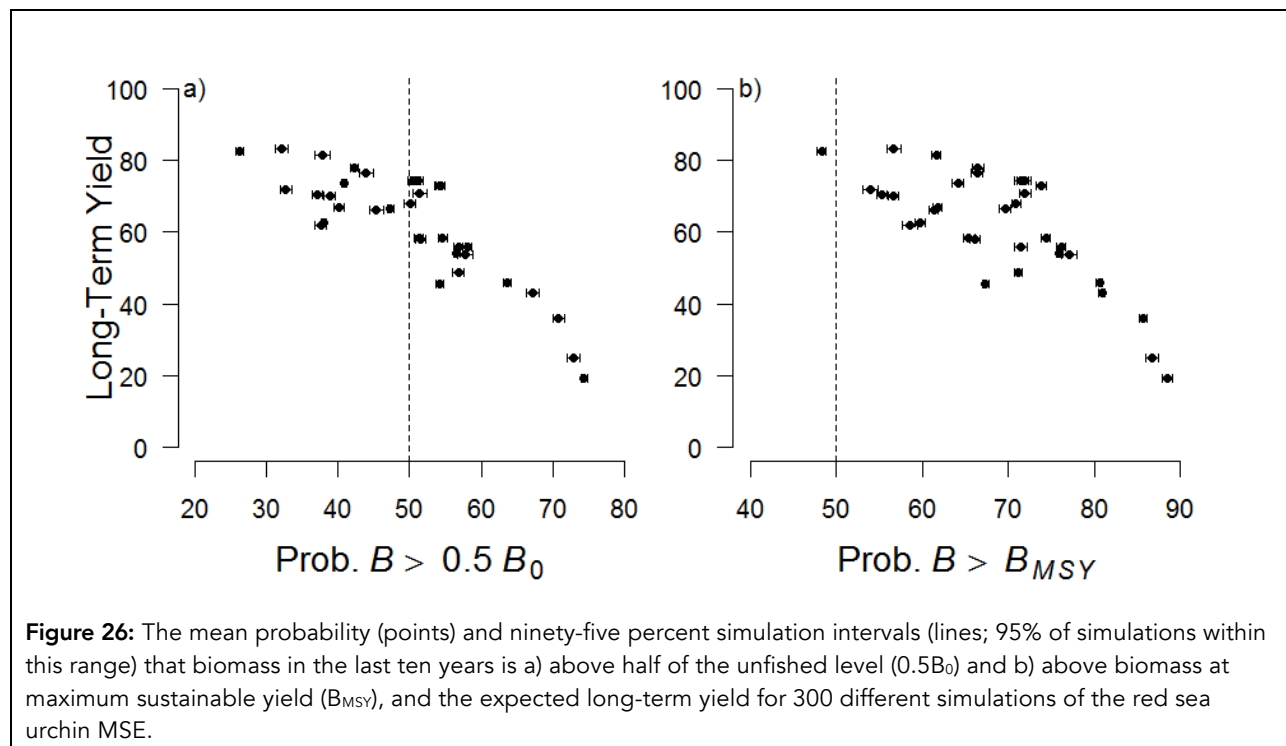 a)
Long-Term Yield
100
80
60
40
20
0
20 30 40 50 60 70 80
Prob. B > 0.5 B₀
b)
100
80
60
40
20
0
40 50 60 70 80 90
Prob. B > B_MSY
Figure 26: The mean probability (points) and ninety-five percent simulation intervals (lines; 95% of simulations within
this range) that biomass in the last ten years is a) above half of the unfished level (0.5B₀) and b) above biomass at
maximum sustainable yield (B_MSY), and the expected long-term yield for 300 different simulations of the red sea
urchin MSE.